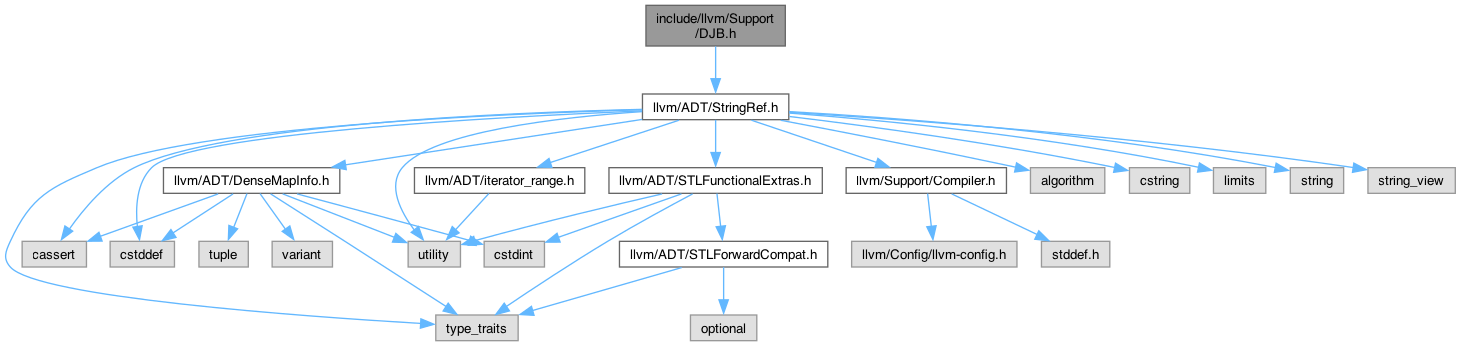 include/llvm/Support
/DJB.h
llvm/ADT/StringRef.h
llvm/ADT/DenseMapInfo.h
llvm/ADT/iterator_range.h
llvm/ADT/STLFunctionalExtras.h
llvm/Support/Compiler.h
algorithm
cstring
limits
string
string_view
cassert
cstddef
tuple
variant
utility
cstdint
llvm/ADT/STLForwardCompat.h
llvm/Config/llvm-config.h
stddef.h
type_traits
optional